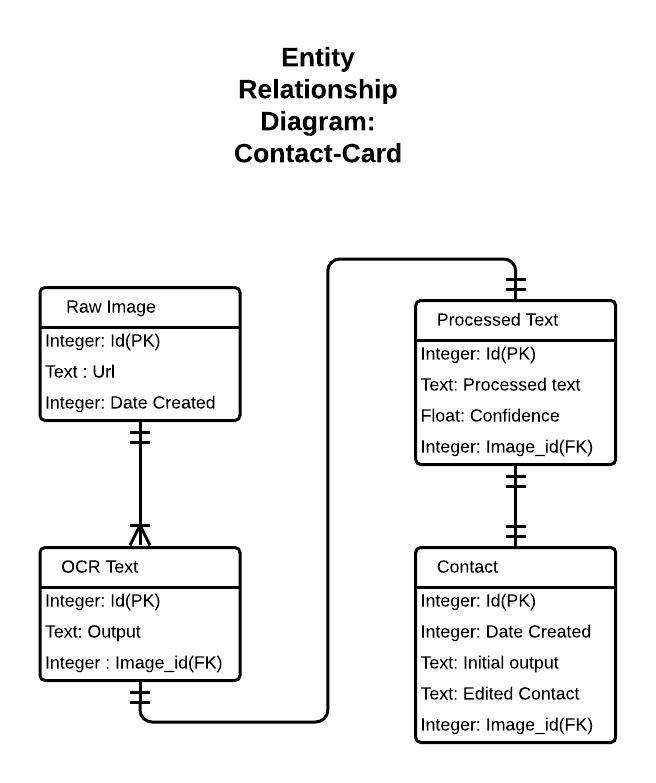 Entity
Relationship
Diagram:
Contact-Card
Raw Image
Integer: Id(PK)
Text : Url
Integer: Date Created
OCR Text
Integer: Id(PK)
Text: Output
Integer : Image_id(FK)
Processed Text
Integer: Id(PK)
Text: Processed text
Float: Confidence
Integer: Image_id(FK)
Contact
Integer: Id(PK)
Integer: Date Created
Text: Initial output
Text: Edited Contact
Integer: Image_id(FK)